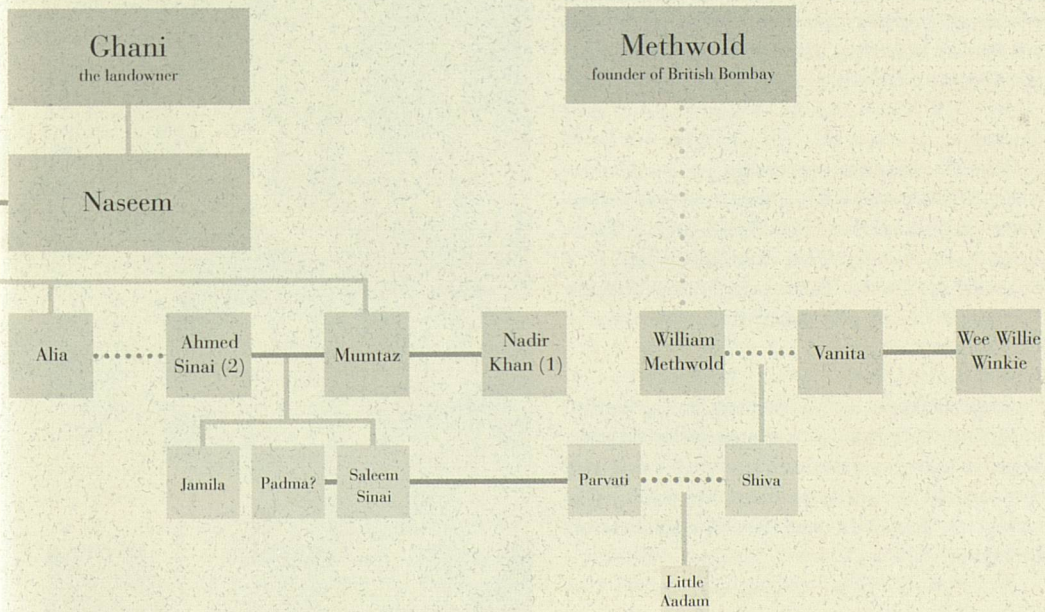 Ghani
the landowner
Methwold
founder of British Bombay
Naseem
Alia
Ahmed
Sinai (2)
Mumtaz
Nadir
Khan (1)
William
Methwold
Vanita
Wee Willie
Winkie
Jamila
Padma?
Saleem
Sinai
Parvati
Shiva
Little
Aadam